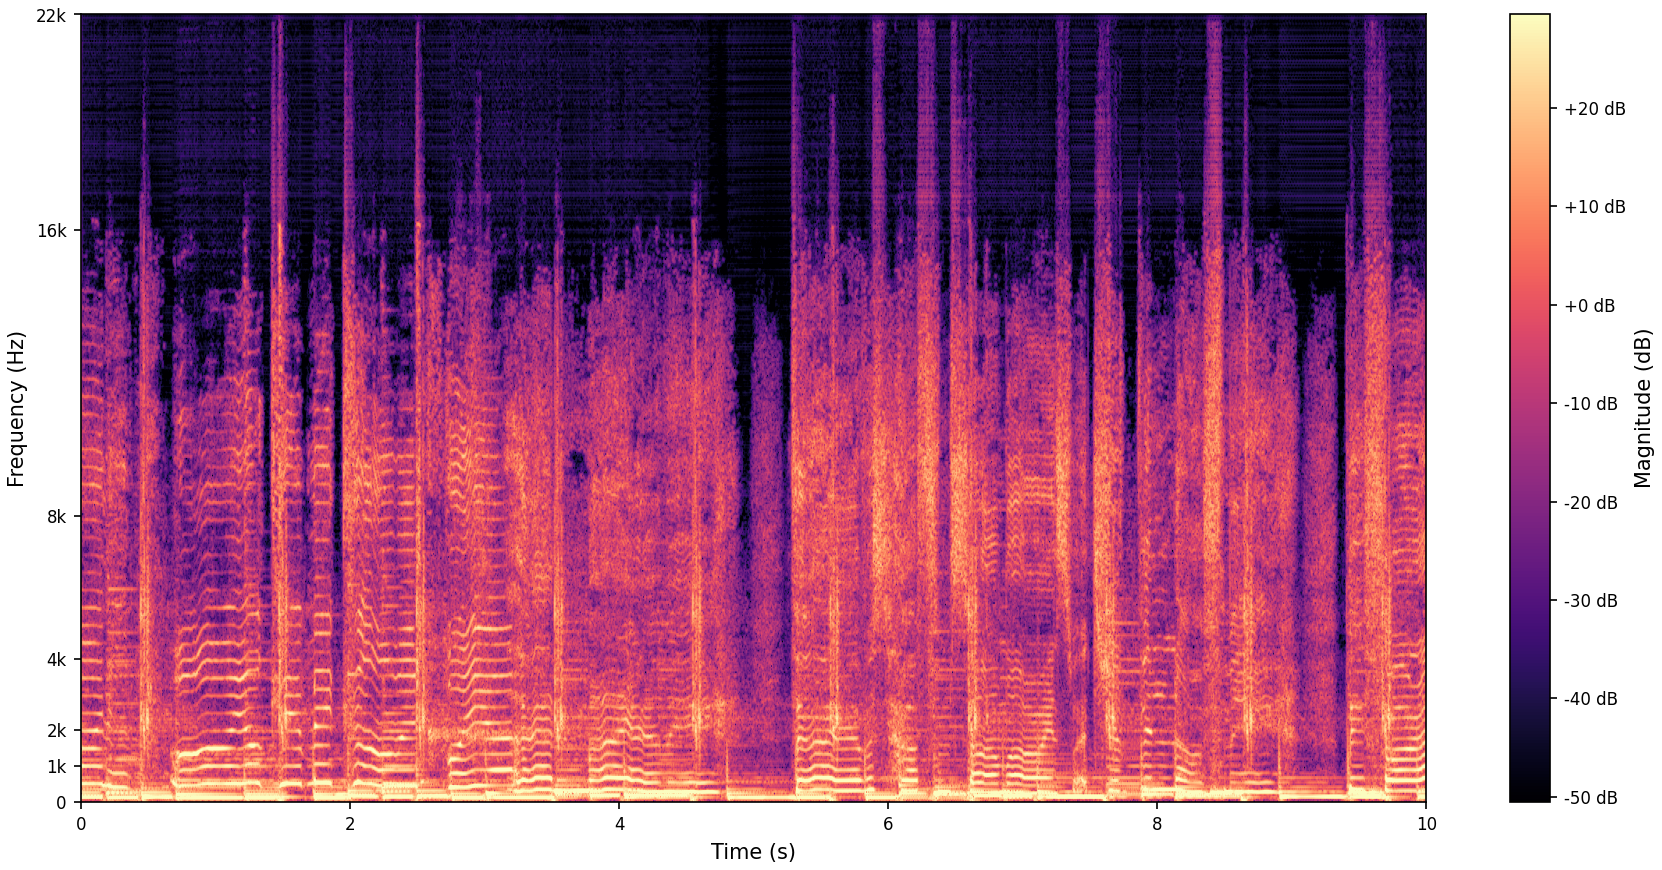 22k
16k
8k
4k
2k
1k
0
Frequency (Hz)
0 2 4 6 8 10
Time (s)
+20 dB
+10 dB
+0 dB
-10 dB
-20 dB
-30 dB
-40 dB
-50 dB
Magnitude (dB)